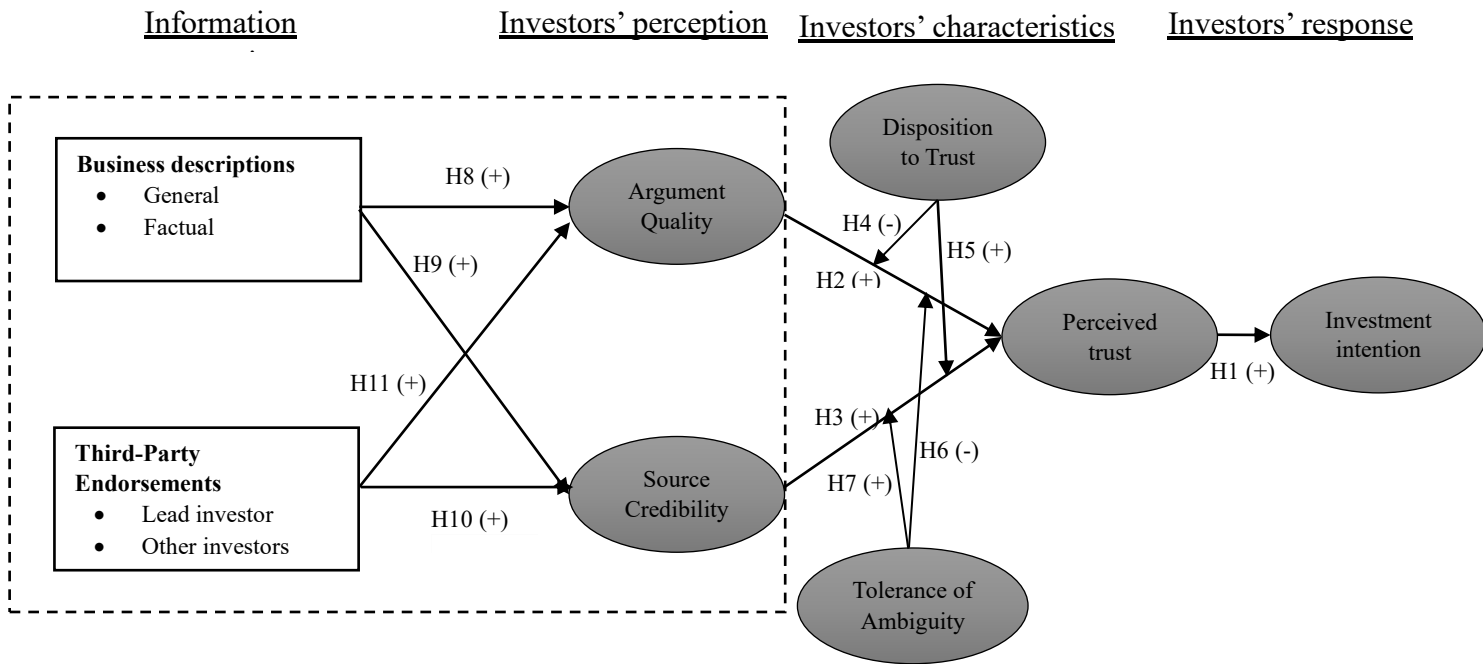 Information
Investors’ perception
Investors’ characteristics
Investors’ response
Business descriptions
• General
• Factual
Third-Party
Endorsements
• Lead investor
• Other investors
H8 (+)
H9 (+)
H11 (+)
H10 (+)
Argument
Quality
Source
Credibility
Disposition
to Trust
H4 (-)
H5 (+)
H2 (+)
H3 (+)
H6 (-)
H7 (+)
Tolerance of
Ambiguity
Perceived
trust
H1 (+)
Investment
intention